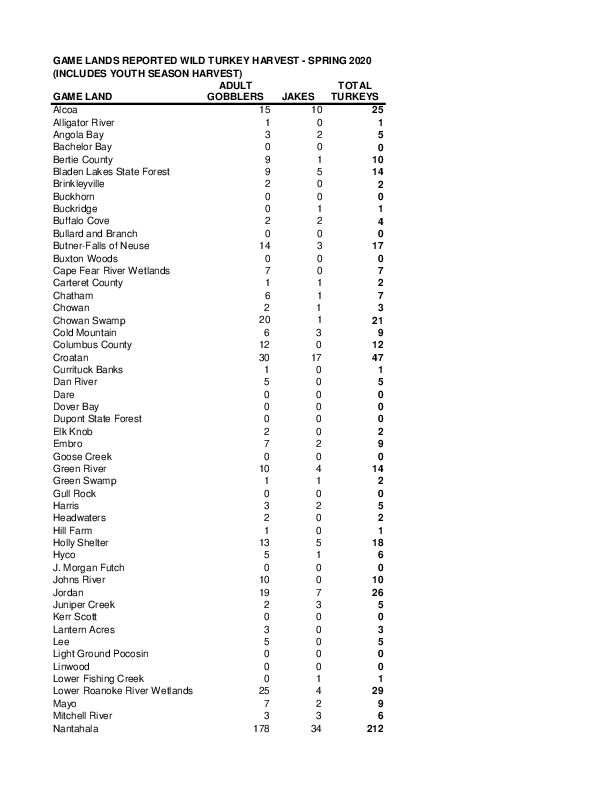 GAME LANDS REPORTED WILD TURKEY HARVEST - SPRING 2020
(INCLUDES YOUTH SEASON HARVEST)
ADULT TOTAL
GAME LAND GOBBLERS JAKES TURKEYS
Alcoa 15 10 25
Alligator River 1 0 1
Angola Bay 3 2 5
Bachelor Bay 0 0 0
Bertie County 9 1 10
Bladen Lakes State Forest 9 5 14
Brinkleyville 2 0 2
Buckhorn 0 0 0
Buckridge 0 1 1
Buffalo Cove 2 2 4
Bullard and Branch 0 0 0
Butner-Falls of Neuse 14 3 17
Buxton Woods 0 0 0
Cape Fear River Wetlands 7 0 7
Carteret County 1 1 2
Chatham 6 1 7
Chowan 2 1 3
Chowan Swamp 20 1 21
Cold Mountain 6 3 9
Columbus County 12 0 12
Croatan 30 17 47
Currituck Banks 1 0 1
Dan River 5 0 5
Dare 0 0 0
Dover Bay 0 0 0
Dupont State Forest 0 0 0
Elk Knob 2 0 2
Embro 7 2 9
Goose Creek 0 0 0
Green River 10 4 14
Green Swamp 1 1 2
Gull Rock 0 0 0
Harris 3 2 5
Headwaters 2 0 2
Hill Farm 1 0 1
Holly Shelter 13 5 18
Hyco 5 1 6
J. Morgan Futch 0 0 0
Johns River 10 0 10
Jordan 19 7 26
Juniper Creek 2 3 5
Kerr Scott 0 0 0
Lantern Acres 3 0 3
Lee 5 0 5
Light Ground Pocosin 0 0 0
Linwood 0 0 0
Lower Fishing Creek 0 1 1
Lower Roanoke River Wetlands 25 4 29
Mayo 7 2 9
Mitchell River 3 3 6
Nantahala 178 34 212